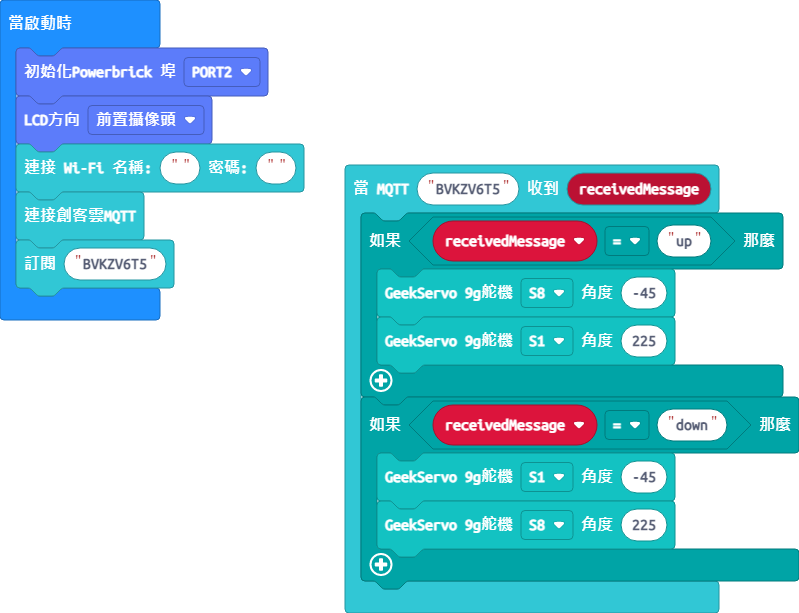 當啟動時
初始化Powerbrick 埠 PORT2
LCD方向 前置攝像頭
連接 Wi-Fi 名稱: " " 密碼: " "
連接創客雲MQTT
訂閱 "BVKZV6T5"
當 MQTT "BVKZV6T5" 收到 receivedMessage
如果 receivedMessage = "up" 那麼
GeekServo 9g舵機 S8 角度 -45
GeekServo 9g舵機 S1 角度 225
如果 receivedMessage = "down" 那麼
GeekServo 9g舵機 S1 角度 -45
GeekServo 9g舵機 S8 角度 225